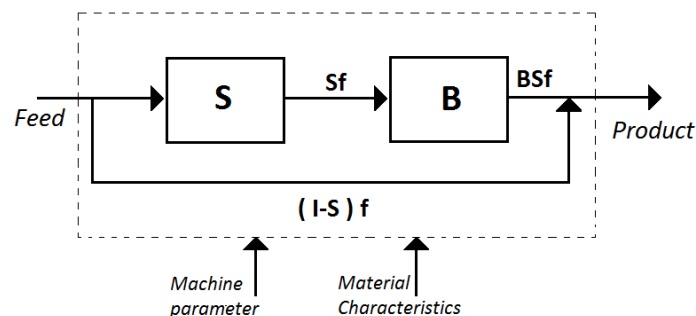 Feed
S
Sf
B
BSf
Product
( I-S ) f
Machine
parameter
Material
Characteristics